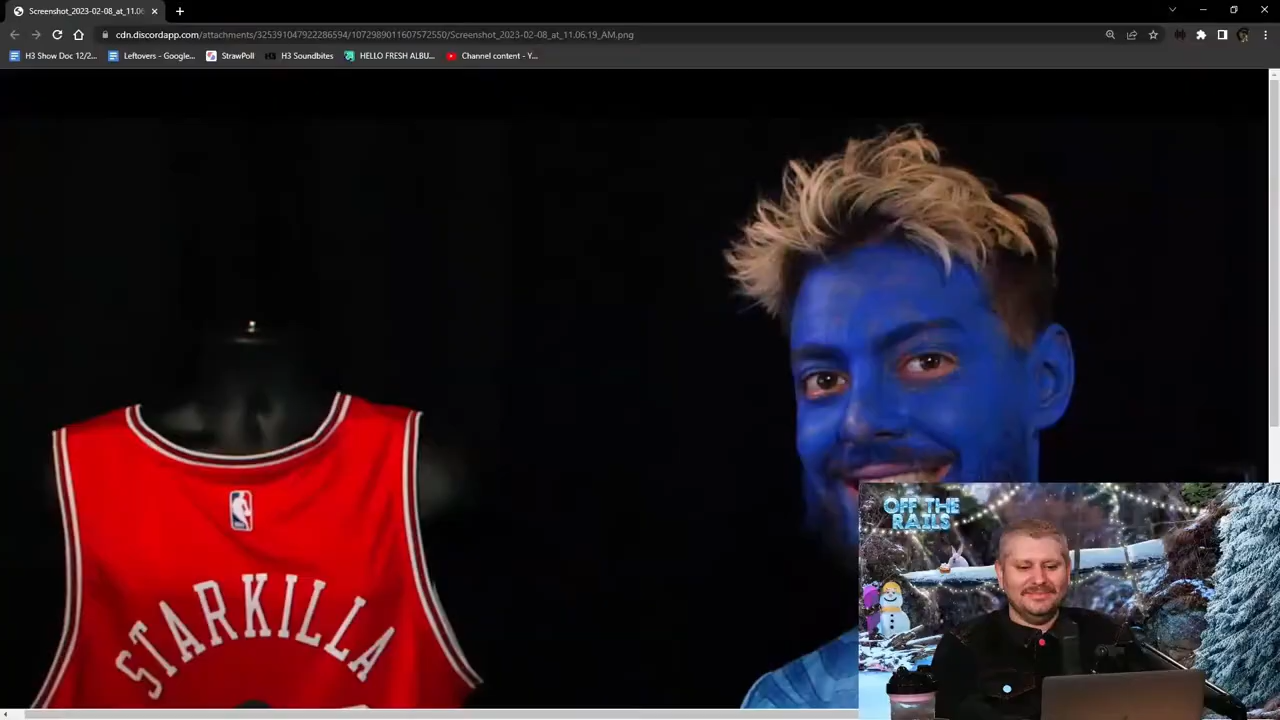 Screenshot_2023-02-08_at_11.06
cdn.discordapp.com/attachments/325391047922286594/1072989011607572550/Screenshot_2023-02-08_at_11.06.19_AM.png
H3 Show Doc 12/2...
Leftovers - Google...
StrawPoll
H3 Soundbites
HELLO FRESH ALBU...
Channel content - Y...
STARKILLA
OFF THE
RAILS